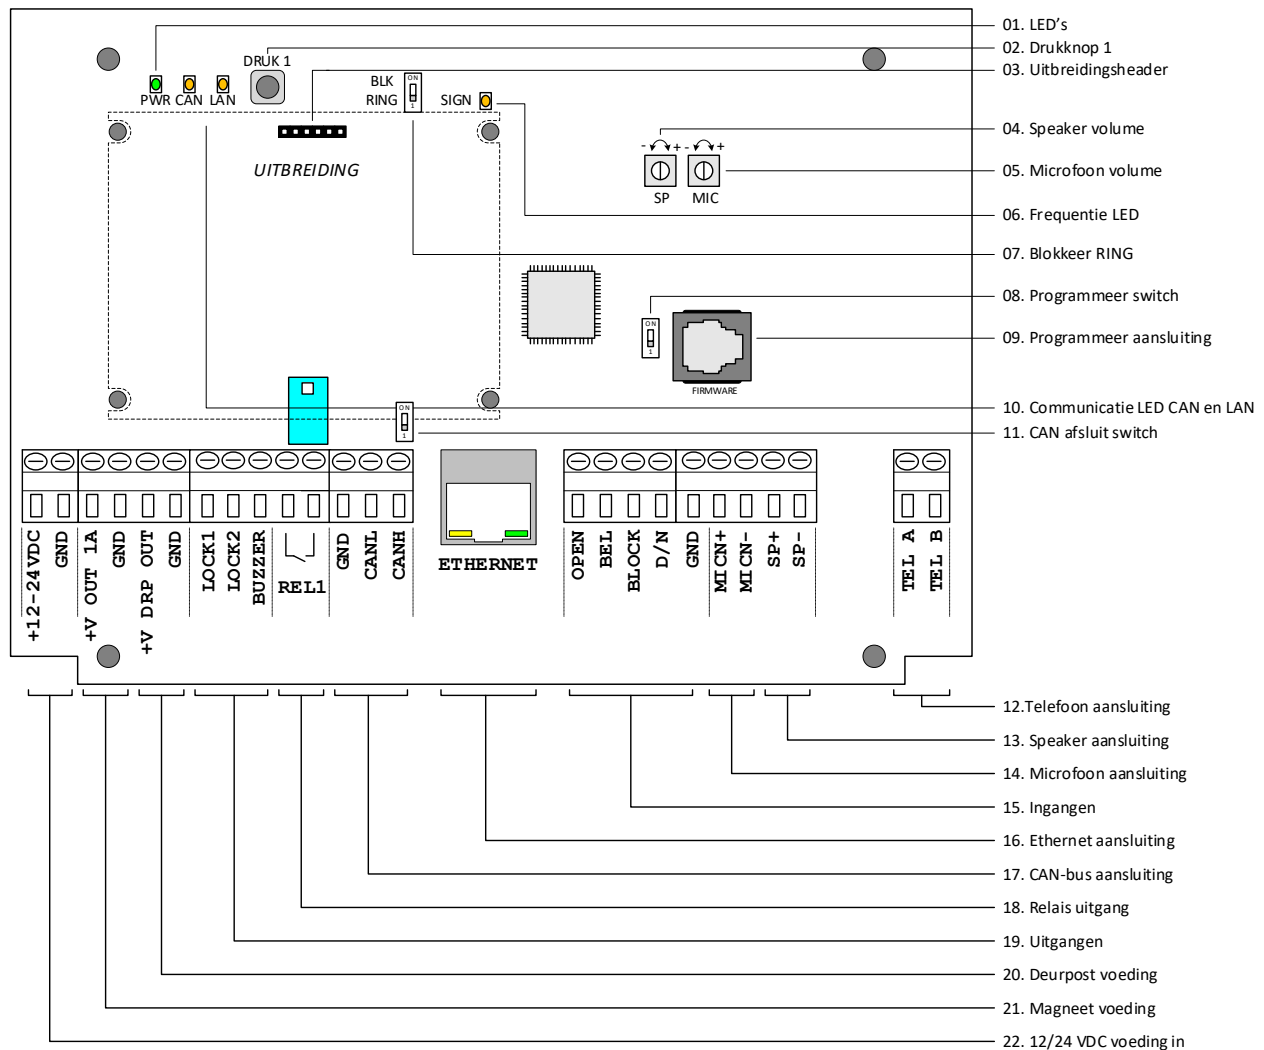 01. LED's
02. Drukknop 1
03. Uitbreidingsheader
DRUK 1
PWR CAN LAN
BLK
RING
ON
1
SIGN
UITBREIDING
04. Speaker volume
- + - +
05. Microfoon volume
SP MIC
06. Frequentie LED
07. Blokkeer RING
08. Programmeer switch
ON
1
09. Programmeer aansluiting
FIRMWARE
10. Communicatie LED CAN en LAN
ON
1
11. CAN afsluit switch
+12-24VDC
GND
+V OUT 1A
GND
+V DRP OUT
GND
LOCK1
LOCK2
BUZZER
REL1
GND
CANL
CANH
ETHERNET
OPEN
BEL
BLOCK
D/N
GND
MICN+
MICN-
SP+
SP-
TEL A
TEL B
12.Telefoon aansluiting
13. Speaker aansluiting
14. Microfoon aansluiting
15. Ingangen
16. Ethernet aansluiting
17. CAN-bus aansluiting
18. Relais uitgang
19. Uitgangen
20. Deurpost voeding
21. Magneet voeding
22. 12/24 VDC voeding in